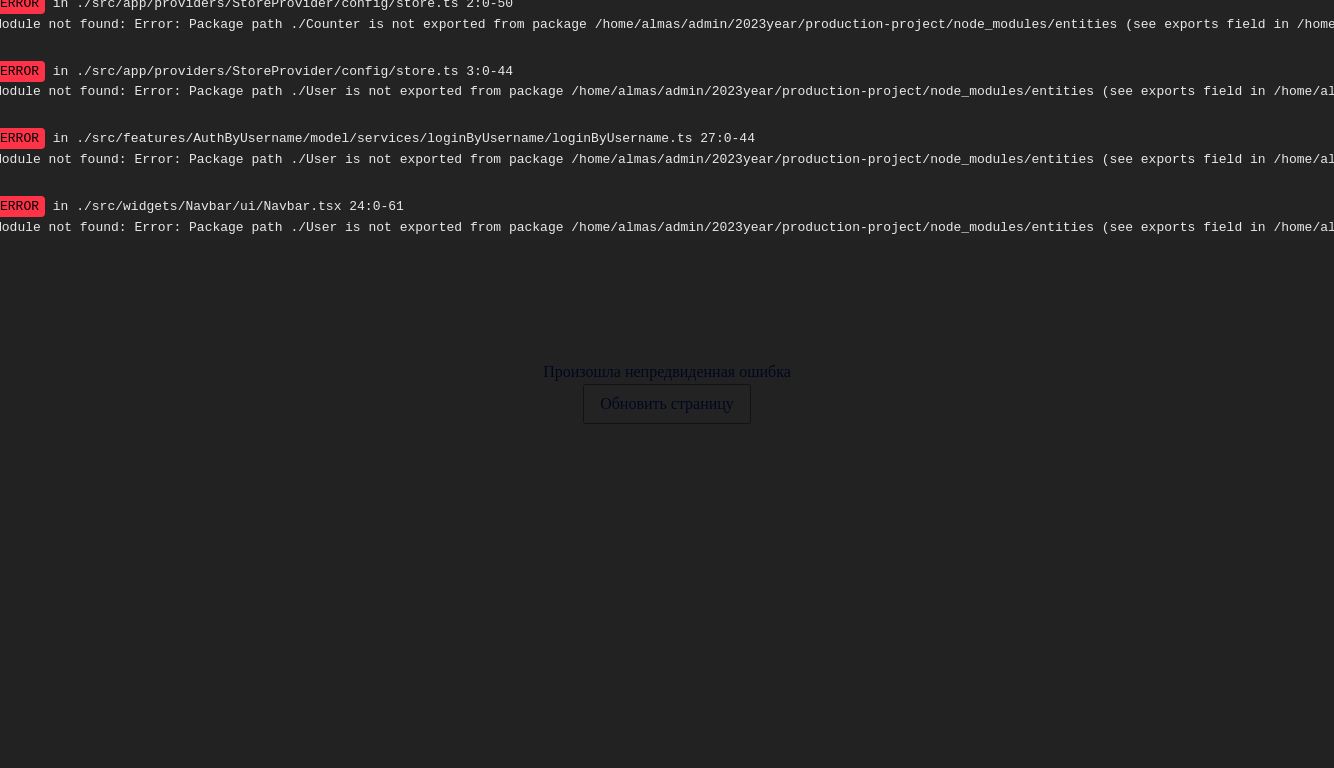 ERROR in ./src/app/providers/StoreProvider/config/store.ts 2:0-50
Module not found: Error: Package path ./Counter is not exported from package /home/almas/admin/2023year/production-project/node_modules/entities (see exports field in /home
ERROR in ./src/app/providers/StoreProvider/config/store.ts 3:0-44
Module not found: Error: Package path ./User is not exported from package /home/almas/admin/2023year/production-project/node_modules/entities (see exports field in /home/al
ERROR in ./src/features/AuthByUsername/model/services/loginByUsername/loginByUsername.ts 27:0-44
Module not found: Error: Package path ./User is not exported from package /home/almas/admin/2023year/production-project/node_modules/entities (see exports field in /home/al
ERROR in ./src/widgets/Navbar/ui/Navbar.tsx 24:0-61
Module not found: Error: Package path ./User is not exported from package /home/almas/admin/2023year/production-project/node_modules/entities (see exports field in /home/al
Произошла непредвиденная ошибка
Обновить страницу